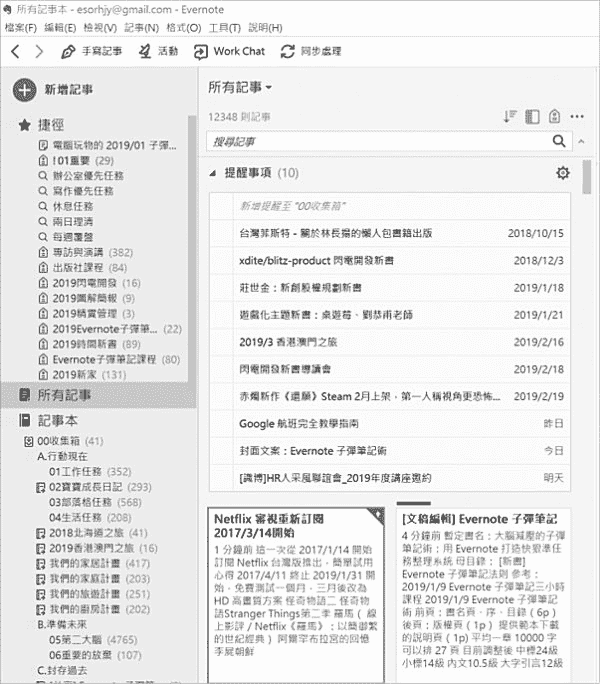 所有記事本 - esorhjy@gmail.com - Evernote
檔案(F) 編輯(E) 檢視(V) 記事(N) 格式(O) 工具(T) 說明(H)
手寫記事 活動 Work Chat 同步處理
新增記事
捷徑
電腦玩物的 2019/01 子彈...
! 01重要 (29)
辦公室優先任務
寫作優先任務
休息任務
兩日理清
每週覆盤
專訪與演講 (382)
出版社課程 (84)
2019閃電開發 (16)
2019圖解簡報 (9)
2019精實管理 (3)
2019Evernote子彈筆... (22)
2019時間新書 (89)
Evernote子彈筆記課程 (80)
2019新家 (131)
所有記事
記事本
00收集箱 (41)
A.行動現在
01工作任務 (352)
02寶寶成長日記 (293)
03部落格任務 (568)
04生活任務 (208)
2018北海道之旅 (41)
2019香港澳門之旅 (16)
我們的家居計畫 (417)
我們的家庭計畫 (203)
我們的旅遊計畫 (251)
我們的廚房計畫 (202)
B.準備未來
05第二大腦 (4765)
06重要的放棄 (107)
C.封存過去
所有記事
12348 則記事
搜尋記事
提醒事項 (10)
新增提醒至 "00收集箱"
台灣菲斯特 - 關於林長揚的懶人包書籍出版 2018/10/15
xdite/blitz-product 閃電開發新書 2018/12/3
莊世金：新創股權規劃新書 2019/1/18
遊戲化主題新書：桌遊莓、劉恭甫老師 2019/1/21
2019/3 香港澳門之旅 2019/2/16
閃電開發新書導讀會 2019/2/18
赤燭新作《還願》Steam 2月上架，第一人稱視角更恐怖... 2019/2/19
Google 航班完全教學指南 昨日
封面文案：Evernote 子彈筆記術 今日
[識博]HR人采風聯誼會_2019年度講座邀約 明天
Netflix 審視重新訂閱
2017/3/14開始
1 分鐘前 這一次從 2017/1/14 開始
訂閱 Netflix 台灣版推出，簡單試用
心得 2017/4/11 終止 2019/1/31 開
始，免費測試一個月，三月後改為
HD 高畫質方案 怪奇物語二 怪奇物
語Stranger Things第二季 羅馬（線
上影評 / Netflix《羅馬》：以簡御繁
的世紀經典） 阿爾罕布拉宮的回憶
李屍朝鮮
[文稿編輯] Evernote 子彈筆記
4 分鐘前 暫定書名：大腦減壓的子彈
筆記術：用 Evernote 打造快狠準任
務整理系統 母目錄： [新書]
Evernote 子彈筆記法則 參考：
2019/1/9 Evernote 子彈筆記三小時
課程 2019/1/9 Evernote 子彈筆記
術 前頁：書名頁、序、目錄（6p）
後頁：版權頁（1p ） 提供範本下載
的說明頁（1p）平均一章 10000 字
可以排 27 頁 目前調整後 中標24級
小標14級 內文10.5級 大字引言12級